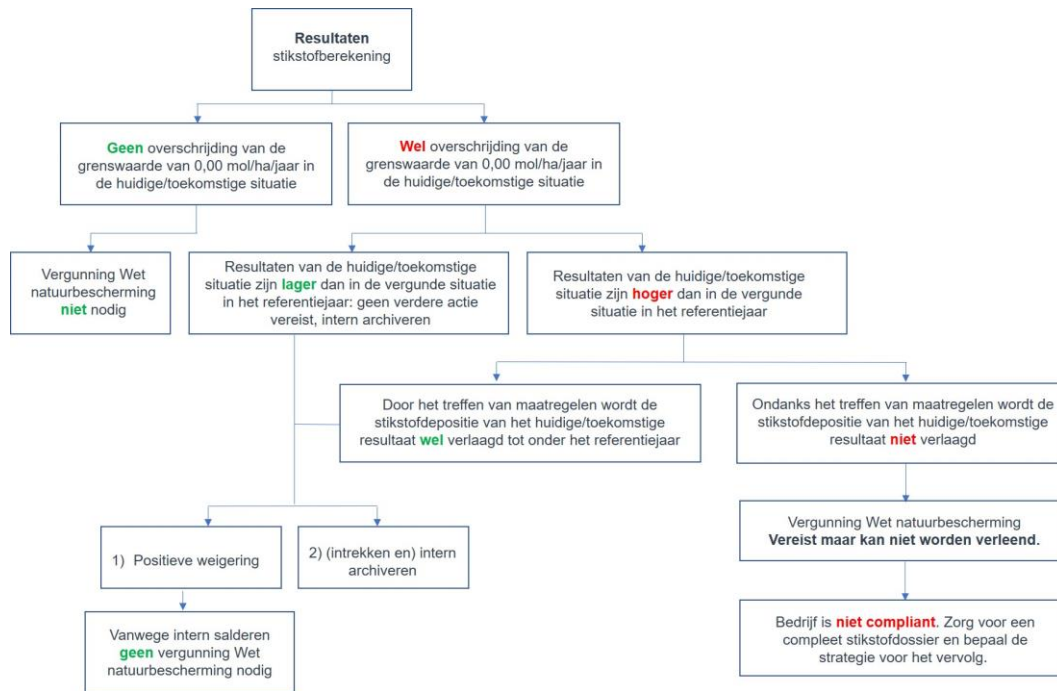 Resultaten
stikstofberekening
Geen overschrijding van de
grenswaarde van 0,00 mol/ha/jaar in
de huidige/toekomstige situatie
Wel overschrijding van de
grenswaarde van 0,00 mol/ha/jaar in
de huidige/toekomstige situatie
Vergunning Wet
natuurbescherming
niet nodig
Resultaten van de huidige/toekomstige
situatie zijn lager dan in de vergunde situatie
in het referentiejaar: geen verdere actie
vereist, intern archiveren
Resultaten van de huidige/toekomstige
situatie zijn hoger dan in de vergunde
situatie in het referentiejaar
Door het treffen van maatregelen wordt de
stikstofdepositie van het huidige/toekomstige
resultaat wel verlaagd tot onder het referentiejaar
Ondanks het treffen van maatregelen wordt de
stikstofdepositie van het huidige/toekomstige
resultaat niet verlaagd
1) Positieve weigering
2) (intrekken en) intern
archiveren
Vergunning Wet natuurbescherming
Vereist maar kan niet worden verleend.
Vanwege intern salderen
geen vergunning Wet
natuurbescherming nodig
Bedrijf is niet compliant. Zorg voor een
compleet stikstofdossier en bepaal de
strategie voor het vervolg.